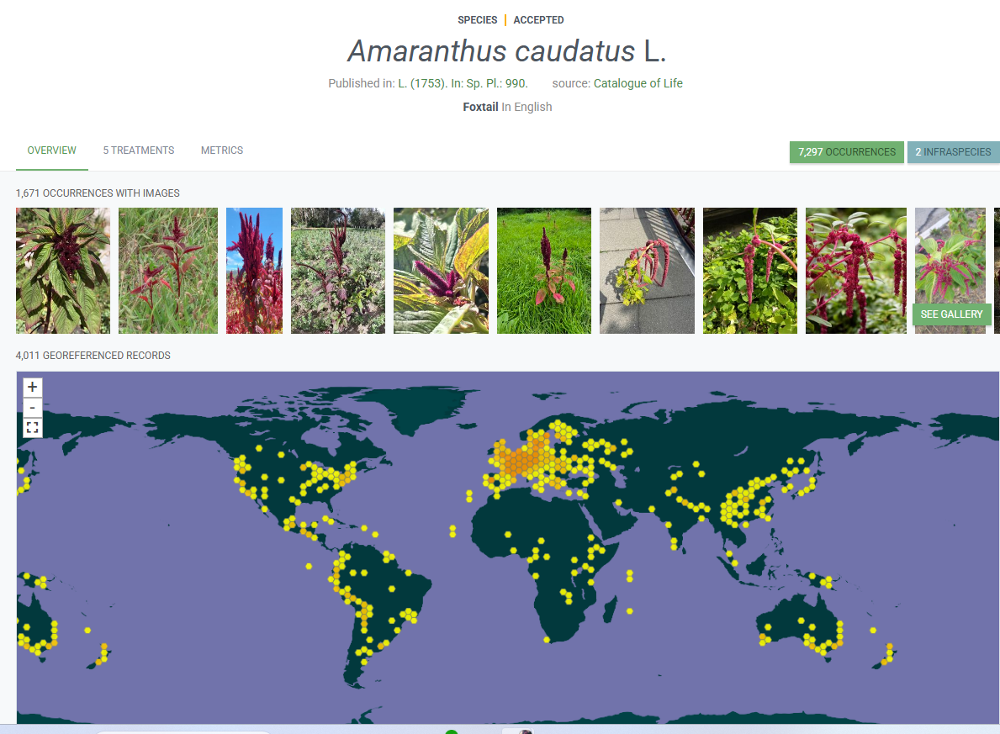 SPECIES | ACCEPTED
Amaranthus caudatus L.
Published in: L. (1753). In: Sp. Pl.: 990. source: Catalogue of Life
Foxtail In English
OVERVIEW 5 TREATMENTS METRICS 7,297 OCCURRENCES 2 INFRASPECIES
1,671 OCCURRENCES WITH IMAGES
SEE GALLERY
4,011 GEOREFERENCED RECORDS
+
-